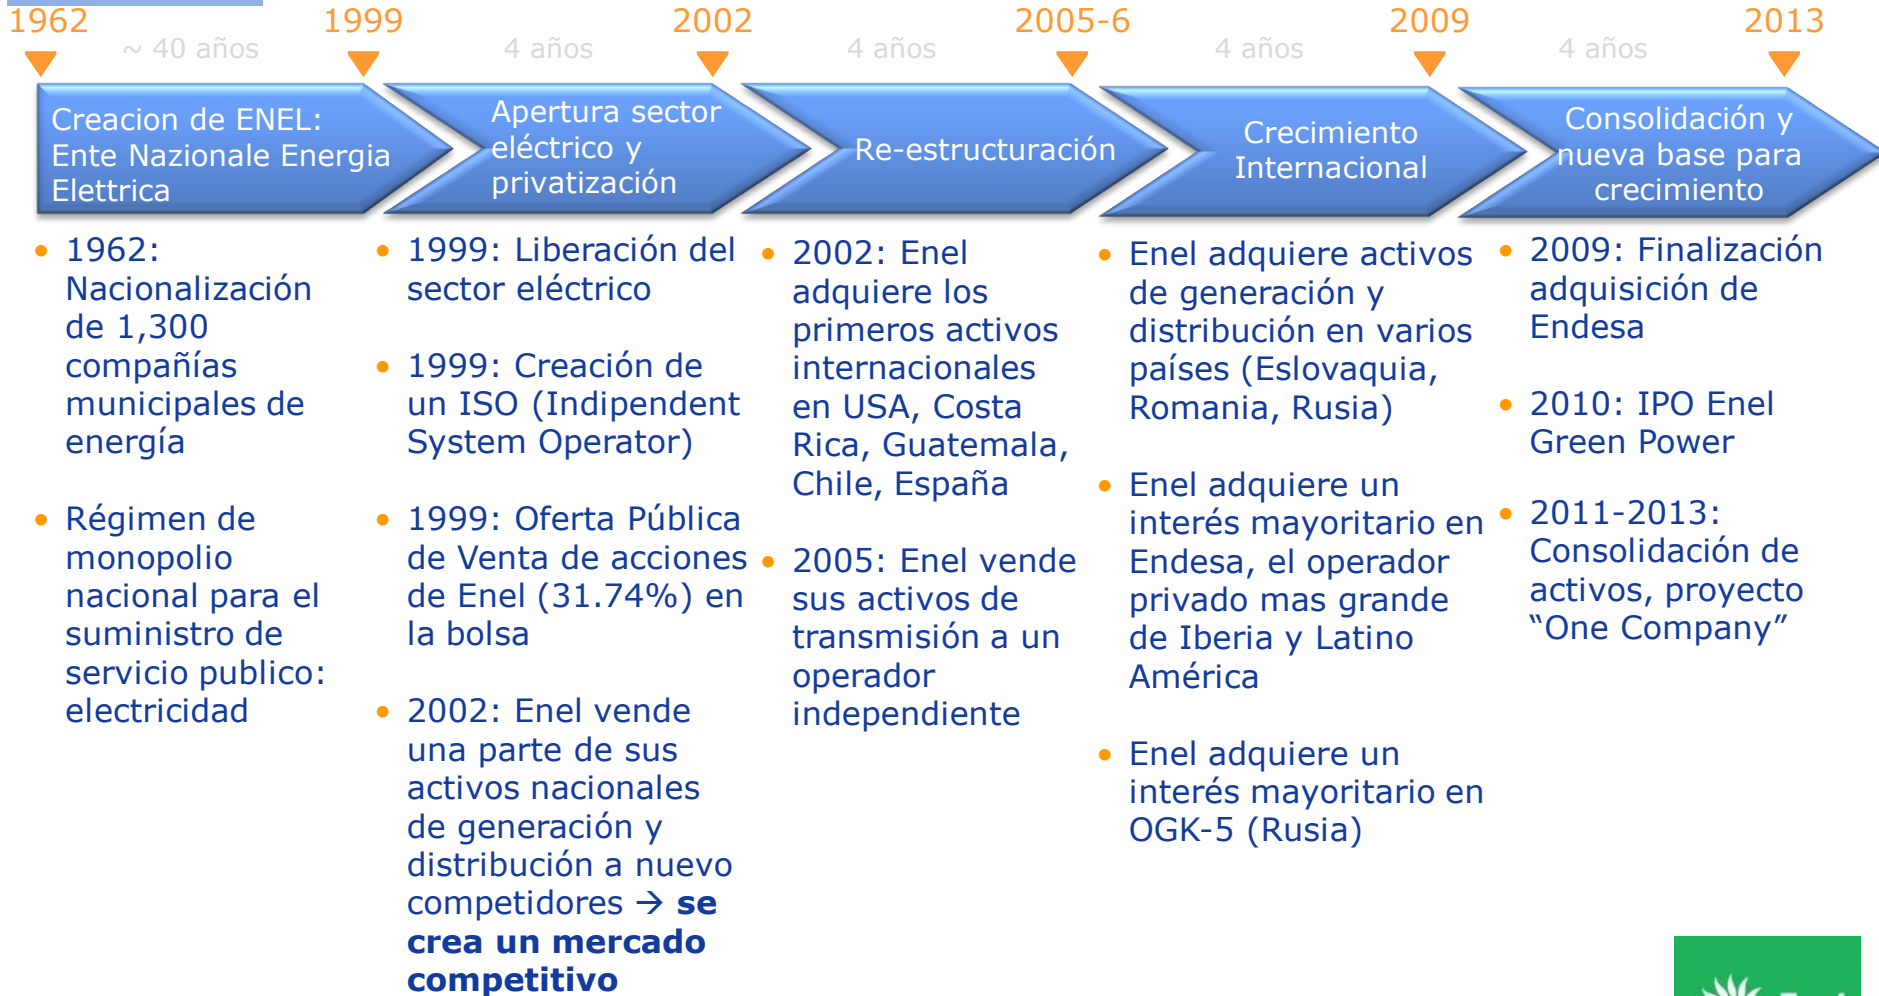 1962
1999
2002
2005-6
2009
2013
~ 40 años
4 años
4 años
4 años
4 años
Creacion de ENEL:
Ente Nazionale Energia
Elettrica
Apertura sector
eléctrico y
privatización
Re-estructuración
Crecimiento
Internacional
Consolidación y
nueva base para
crecimiento
• 1962:
Nacionalización
de 1,300
compañías
municipales de
energía
• Régimen de
monopolio
nacional para el
suministro de
servicio publico:
electricidad
• 1999: Liberación del
sector eléctrico
• 1999: Creación de
un ISO (Indipendent
System Operator)
• 1999: Oferta Pública
de Venta de acciones
de Enel (31.74%) en
la bolsa
• 2002: Enel vende
una parte de sus
activos nacionales
de generación y
distribución a nuevo
competidores → se
crea un mercado
competitivo
• 2002: Enel
adquiere los
primeros activos
internacionales
en USA, Costa
Rica, Guatemala,
Chile, España
• 2005: Enel vende
sus activos de
transmisión a un
operador
independiente
• Enel adquiere activos
de generación y
distribución en varios
países (Eslovaquia,
Romania, Rusia)
• Enel adquiere un
interés mayoritario en
Endesa, el operador
privado mas grande
de Iberia y Latino
América
• Enel adquiere un
interés mayoritario en
OGK-5 (Rusia)
• 2009: Finalización
adquisición de
Endesa
• 2010: IPO Enel
Green Power
• 2011-2013:
Consolidación de
activos, proyecto
“One Company”